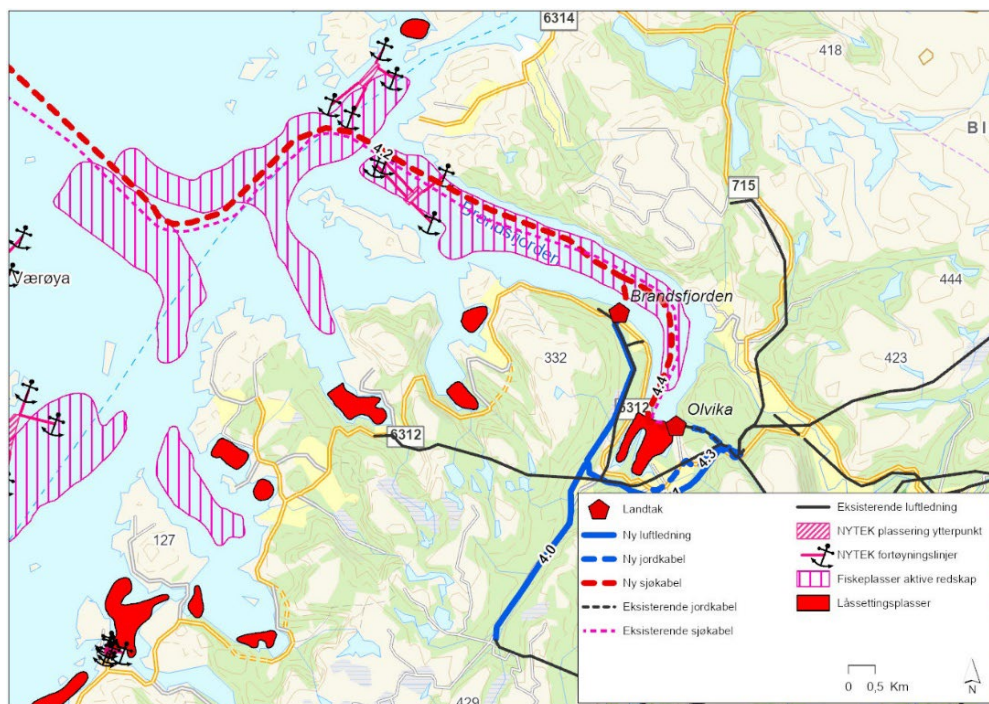 6314
418
BI
4:2
715
Brandsfjorden
Værøya
444
Brandsfjorden
332
423
4:4
6312
Olvika
6312
4:3
127
4:0
429
Landtak
Ny luftledning
Ny jordkabel
Ny sjøkabel
Eksisterende jordkabel
Eksisterende sjøkabel
Eksisterende luftledning
NYTEK plassering ytterpunkt
NYTEK fortøyningslinjer
Fiskeplasser aktive redskap
Låssettingsplasser
0 0,5 Km
N